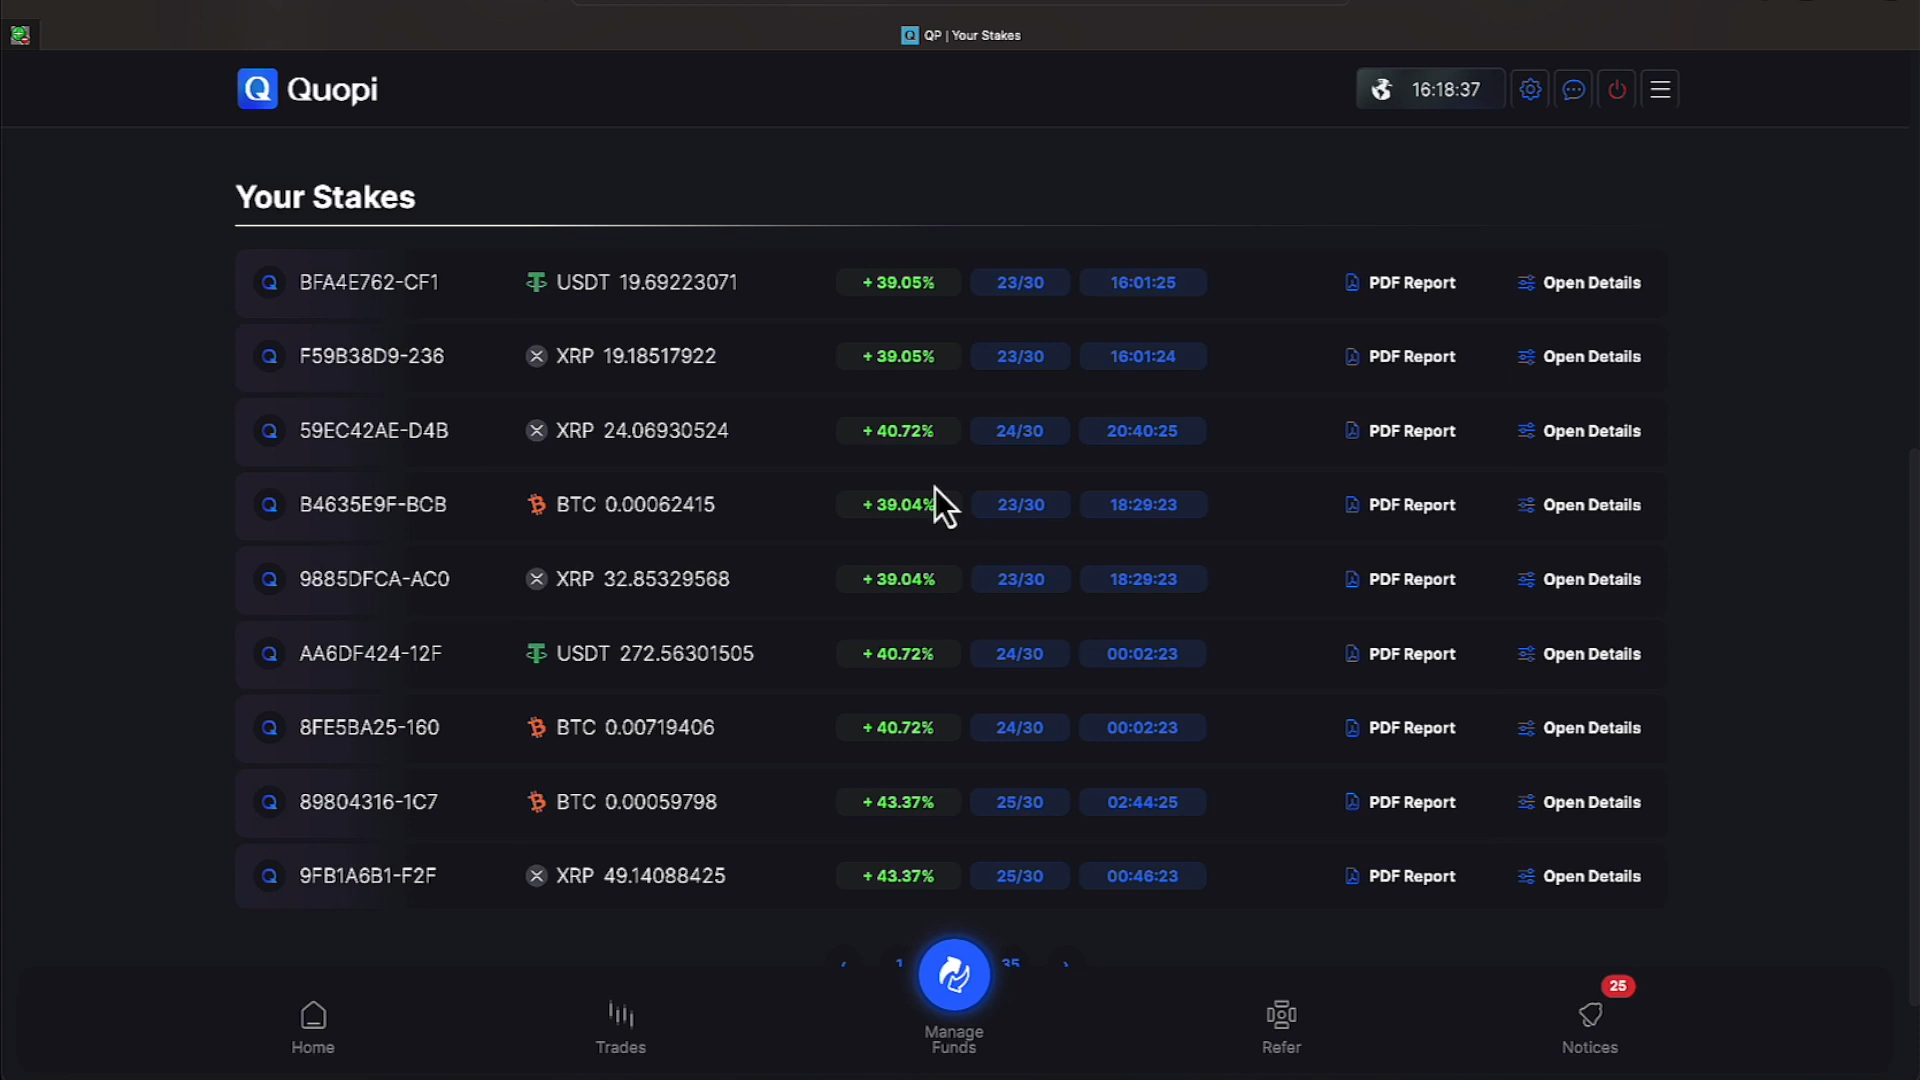 QP | Your Stakes
Quopi
16:18:37
Your Stakes
BFA4E762-CF1 USDT 19.69223071 + 39.05% 23/30 16:01:25 PDF Report Open Details
F59B38D9-236 XRP 19.18517922 + 39.05% 23/30 16:01:24 PDF Report Open Details
59EC42AE-D4B XRP 24.06930524 + 40.72% 24/30 20:40:25 PDF Report Open Details
B4635E9F-BCB BTC 0.00062415 + 39.04% 23/30 18:29:23 PDF Report Open Details
9885DFCA-AC0 XRP 32.85329568 + 39.04% 23/30 18:29:23 PDF Report Open Details
AA6DF424-12F USDT 272.56301505 + 40.72% 24/30 00:02:23 PDF Report Open Details
8FE5BA25-160 BTC 0.00719406 + 40.72% 24/30 00:02:23 PDF Report Open Details
89804316-1C7 BTC 0.00059798 + 43.37% 25/30 02:44:25 PDF Report Open Details
9FB1A6B1-F2F XRP 49.14088425 + 43.37% 25/30 00:46:23 PDF Report Open Details
‹ 1 35 ›
25
Home Trades Manage Funds Refer Notices